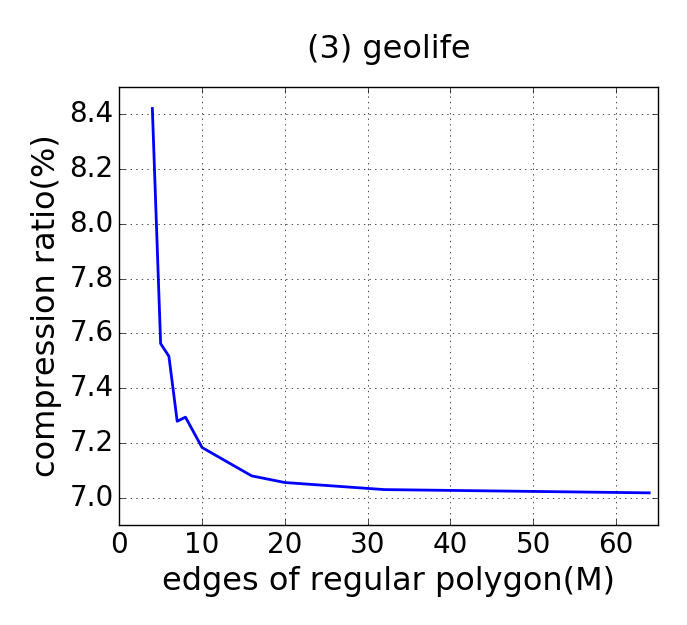 (3) geolife
compression ratio(%)
8.4
8.2
8.0
7.8
7.6
7.4
7.2
7.0
0 10 20 30 40 50 60
edges of regular polygon(M)